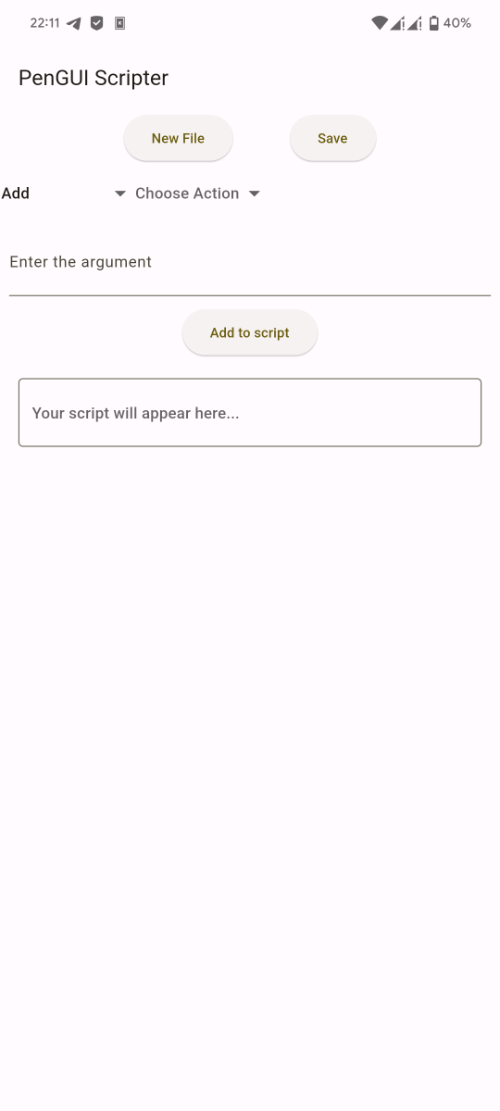 22:11 40%
PenGUI Scripter
New File Save
Add Choose Action
Enter the argument
Add to script
Your script will appear here...